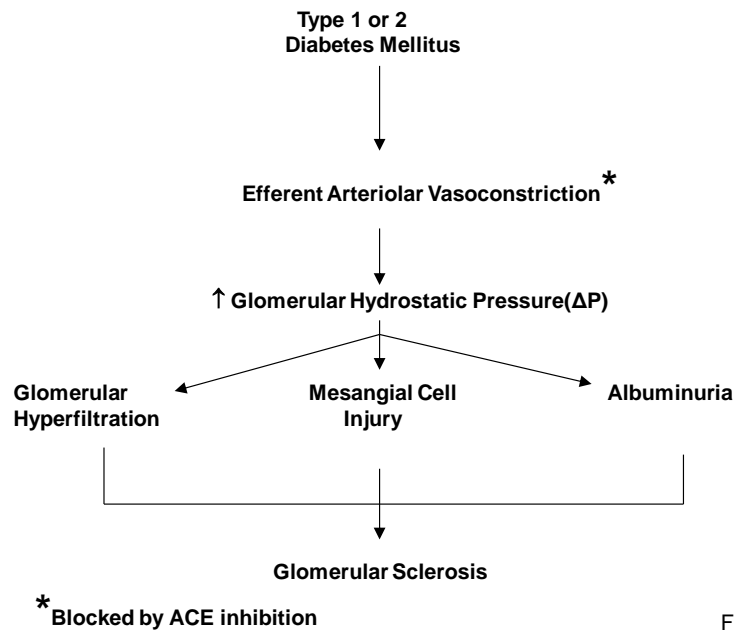 Type 1 or 2
Diabetes Mellitus
Efferent Arteriolar Vasoconstriction*
↑ Glomerular Hydrostatic Pressure(ΔP)
Glomerular
Hyperfiltration
Mesangial Cell
Injury
Albuminuria
Glomerular Sclerosis
*Blocked by ACE inhibition
F